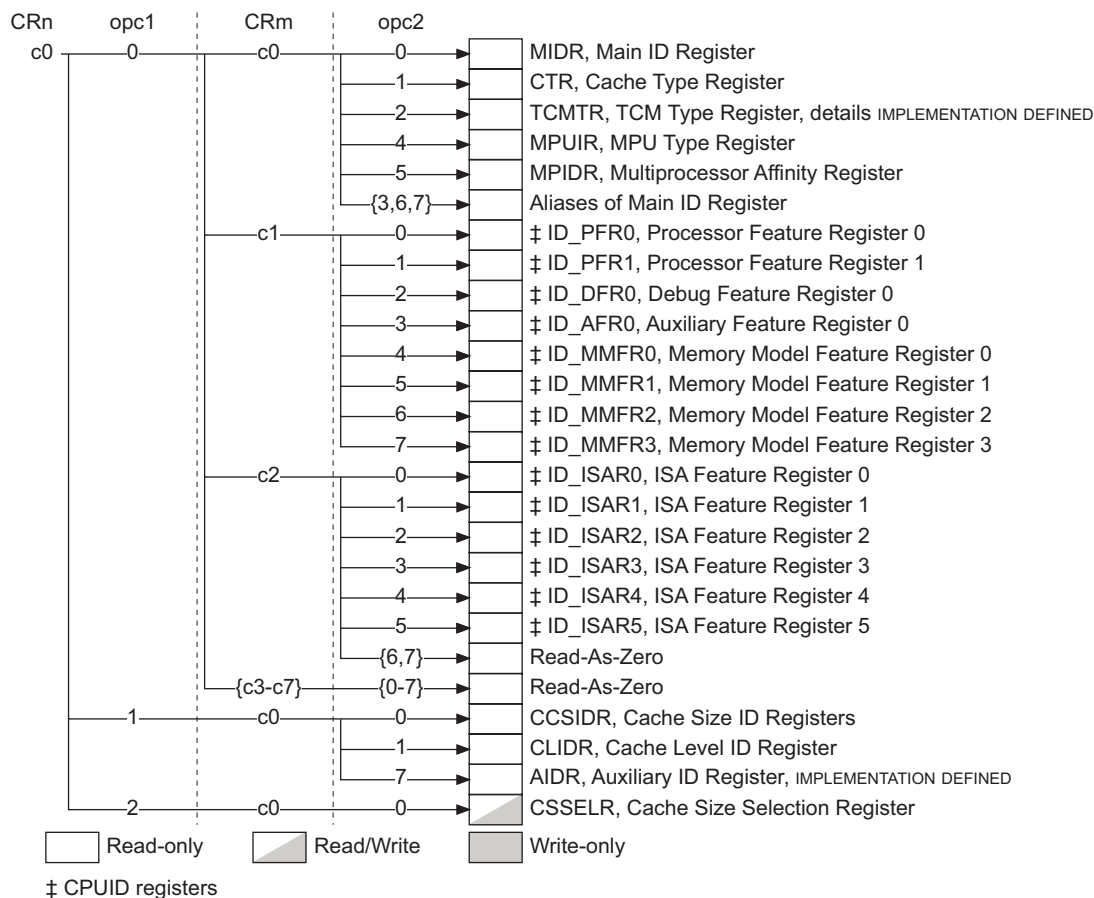 CRn opc1 CRm opc2
c0 0 c0 0 MIDR, Main ID Register
1 CTR, Cache Type Register
2 TCMTR, TCM Type Register, details IMPLEMENTATION DEFINED
4 MPUIR, MPU Type Register
5 MPIDR, Multiprocessor Affinity Register
{3,6,7} Aliases of Main ID Register
c1 0 ‡ ID_PFR0, Processor Feature Register 0
1 ‡ ID_PFR1, Processor Feature Register 1
2 ‡ ID_DFR0, Debug Feature Register 0
3 ‡ ID_AFR0, Auxiliary Feature Register 0
4 ‡ ID_MMFR0, Memory Model Feature Register 0
5 ‡ ID_MMFR1, Memory Model Feature Register 1
6 ‡ ID_MMFR2, Memory Model Feature Register 2
7 ‡ ID_MMFR3, Memory Model Feature Register 3
c2 0 ‡ ID_ISAR0, ISA Feature Register 0
1 ‡ ID_ISAR1, ISA Feature Register 1
2 ‡ ID_ISAR2, ISA Feature Register 2
3 ‡ ID_ISAR3, ISA Feature Register 3
4 ‡ ID_ISAR4, ISA Feature Register 4
5 ‡ ID_ISAR5, ISA Feature Register 5
{6,7} Read-As-Zero
{c3-c7} {0-7} Read-As-Zero
1 c0 0 CCSIDR, Cache Size ID Registers
1 CLIDR, Cache Level ID Register
7 AIDR, Auxiliary ID Register, IMPLEMENTATION DEFINED
2 c0 0 CSSELR, Cache Size Selection Register
Read-only Read/Write Write-only
‡ CPUID registers